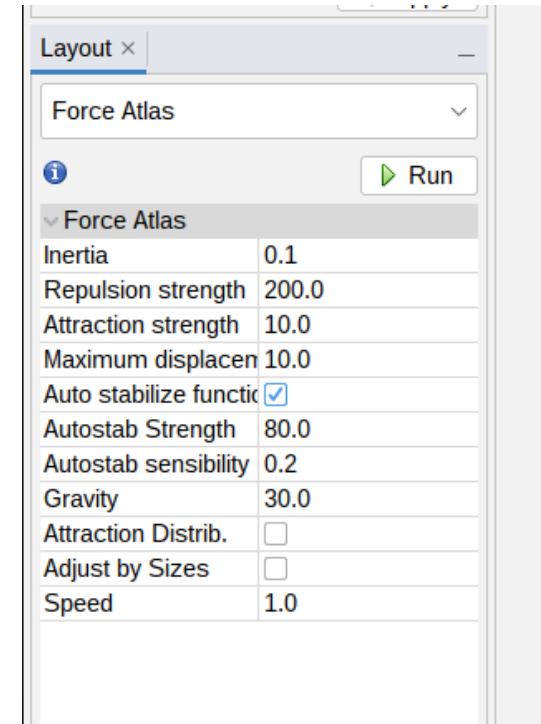 Layout ×
Force Atlas
Run
Force Atlas
Inertia 0.1
Repulsion strength 200.0
Attraction strength 10.0
Maximum displacem 10.0
Auto stabilize functio
Autostab Strength 80.0
Autostab sensibility 0.2
Gravity 30.0
Attraction Distrib.
Adjust by Sizes
Speed 1.0